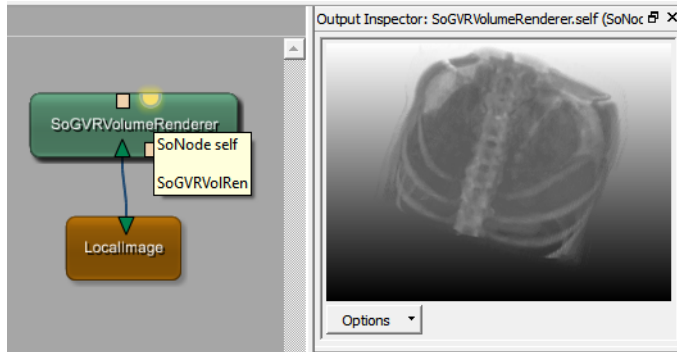 Output Inspector: SoGVRVolumeRenderer.self (SoNoc
SoGVRVolumeRenderer
SoNode self
SoGVRVolRen
LocalImage
Options